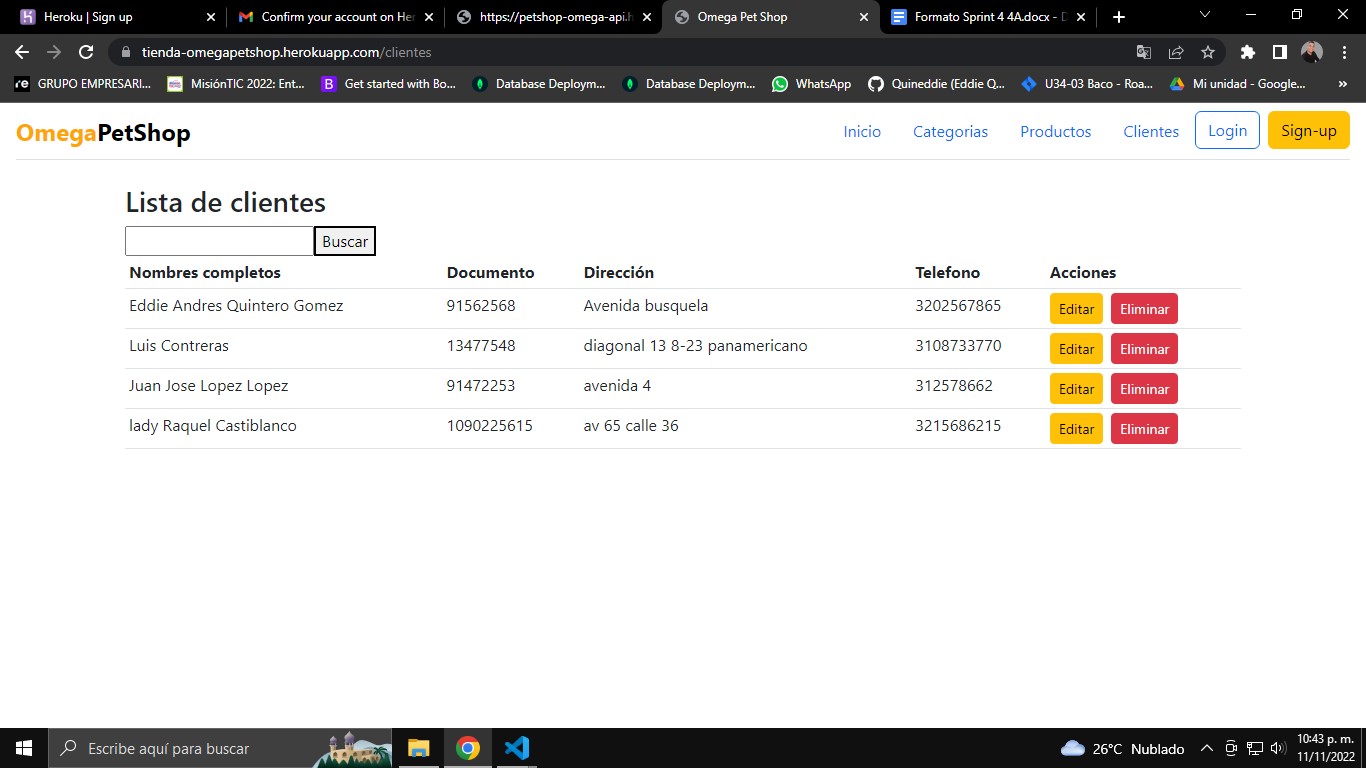 Heroku | Sign up
Confirm your account on Her
https://petshop-omega-api.h
Omega Pet Shop
Formato Sprint 4 4A.docx - D
tienda-omegapetshop.herokuapp.com/clientes
re GRUPO EMPRESARI...
MisiónTIC 2022: Ent...
B Get started with Bo...
Database Deploym...
Database Deploym...
WhatsApp
Quineddie (Eddie Q...
U34-03 Baco - Roa...
Mi unidad - Google...
»
OmegaPetShop
Inicio Categorias Productos Clientes Login Sign-up
Lista de clientes
Buscar
Nombres completos Documento Dirección Telefono Acciones
Eddie Andres Quintero Gomez 91562568 Avenida busquela 3202567865 Editar Eliminar
Luis Contreras 13477548 diagonal 13 8-23 panamericano 3108733770 Editar Eliminar
Juan Jose Lopez Lopez 91472253 avenida 4 312578662 Editar Eliminar
lady Raquel Castiblanco 1090225615 av 65 calle 36 3215686215 Editar Eliminar
Escribe aquí para buscar
26°C Nublado
10:43 p. m.
11/11/2022